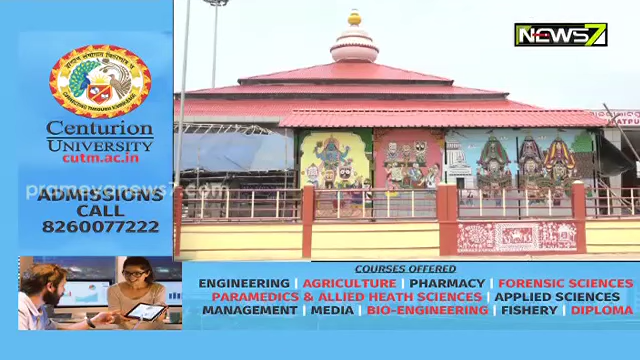 NEWS7
Centurion
UNIVERSITY
cutm.ac.in
prameyanews7.com
ADMISSIONS
CALL
8260077222
COURSES OFFERED
ENGINEERING | AGRICULTURE | PHARMACY | FORENSIC SCIENCES
PARAMEDICS & ALLIED HEATH SCIENCES | APPLIED SCIENCES
MANAGEMENT | MEDIA | BIO-ENGINEERING | FISHERY | DIPLOMA